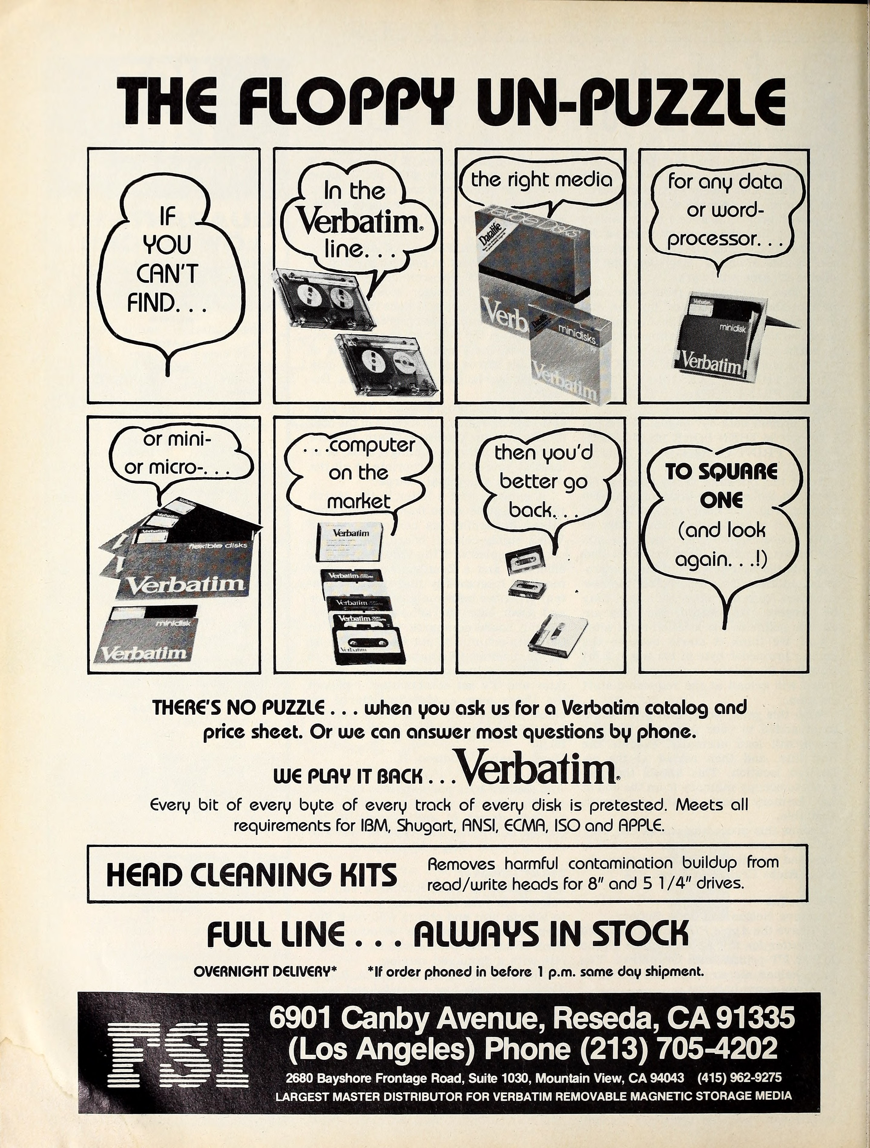 THE FLOPPY UN-PUZZLE
IF
YOU
CAN'T
FIND. . .
In the
Verbatim®
line. . .
the right media
Flexible Disks
Datalife
Verb
minidisks
Verbatim
for any data
or word-
processor. . .
Verbatim
minidisk
Verbatim
or mini-
or micro-. . .
flexible disks
Verbatim
minidisk
Verbatim
. . .computer
on the
market
Verbatim
Verbatim
Verbatim
Verbatim
Verbatim
then you'd
better go
back. . .
TO SQUARE
ONE
(and look
again. . .!)
THERE'S NO PUZZLE . . . when you ask us for a Verbatim catalog and
price sheet. Or we can answer most questions by phone.
WE PLAY IT BACK . . . Verbatim®
Every bit of every byte of every track of every disk is pretested. Meets all
requirements for IBM, Shugart, ANSI, ECMA, ISO and APPLE.
HEAD CLEANING KITS
Removes harmful contamination buildup from
read/write heads for 8" and 5 1/4" drives.
FULL LINE . . . ALWAYS IN STOCK
OVERNIGHT DELIVERY* *If order phoned in before 1 p.m. same day shipment.
FSI
6901 Canby Avenue, Reseda, CA 91335
(Los Angeles) Phone (213) 705-4202
2680 Bayshore Frontage Road, Suite 1030, Mountain View, CA 94043 (415) 962-9275
LARGEST MASTER DISTRIBUTOR FOR VERBATIM REMOVABLE MAGNETIC STORAGE MEDIA